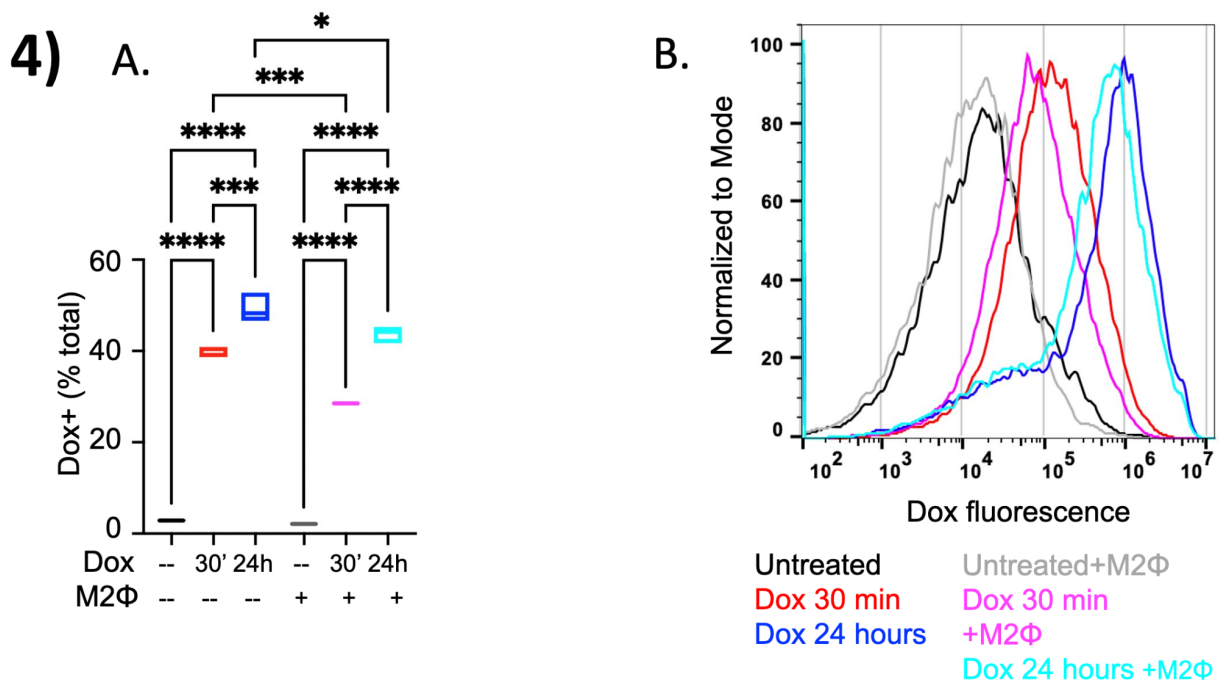 4)
A.
*
***
**** ****
*** ****
**** ****
60
40
20
0
Dox+ (% total)
Dox -- 30’ 24h -- 30’ 24h
M2Φ -- -- -- + + +
B.
100
80
60
40
20
0
Normalized to Mode
10² 10³ 10⁴ 10⁵ 10⁶ 10⁷
Dox fluorescence
Untreated
Dox 30 min
Dox 24 hours
Untreated+M2Φ
Dox 30 min
+M2Φ
Dox 24 hours +M2Φ